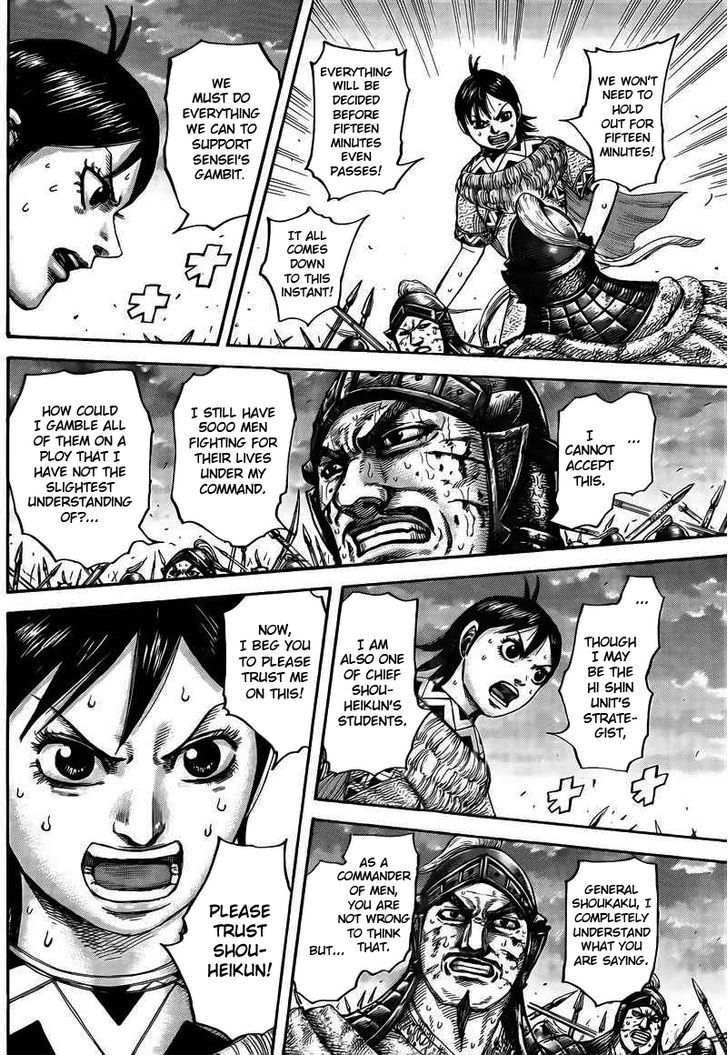 WE WON'T
NEED TO
HOLD
OUT FOR
FIFTEEN
MINUTES!
EVERYTHING
WILL BE
DECIDED
BEFORE
FIFTEEN
MINUTES
EVEN
PASSES!
IT ALL
COMES
DOWN
TO THIS
INSTANT!
WE
MUST DO
EVERYTHING
WE CAN TO
SUPPORT
SENSEI'S
GAMBIT.
...
I
CANNOT
ACCEPT
THIS.
I STILL HAVE
5000 MEN
FIGHTING FOR
THEIR LIVES
UNDER MY
COMMAND.
HOW COULD
I GAMBLE ALL
OF THEM ON A
PLOY THAT I
HAVE NOT THE
SLIGHTEST
UNDERSTANDING
OF?...
...
THOUGH
I MAY
BE THE
HI SHIN
UNIT'S
STRATE-
GIST,
I AM
ALSO ONE
OF CHIEF
SHOU-
HEIKUN'S
STUDENTS.
GENERAL
SHOUKAKU, I
COMPLETELY
UNDERSTAND
WHAT YOU
ARE SAYING.
AS A
COMMANDER
OF MEN,
YOU ARE
NOT WRONG
TO THINK
THAT.
BUT...
NOW,
I BEG YOU
TO PLEASE
TRUST ME
ON THIS!
PLEASE
TRUST
SHOU-
HEIKUN!